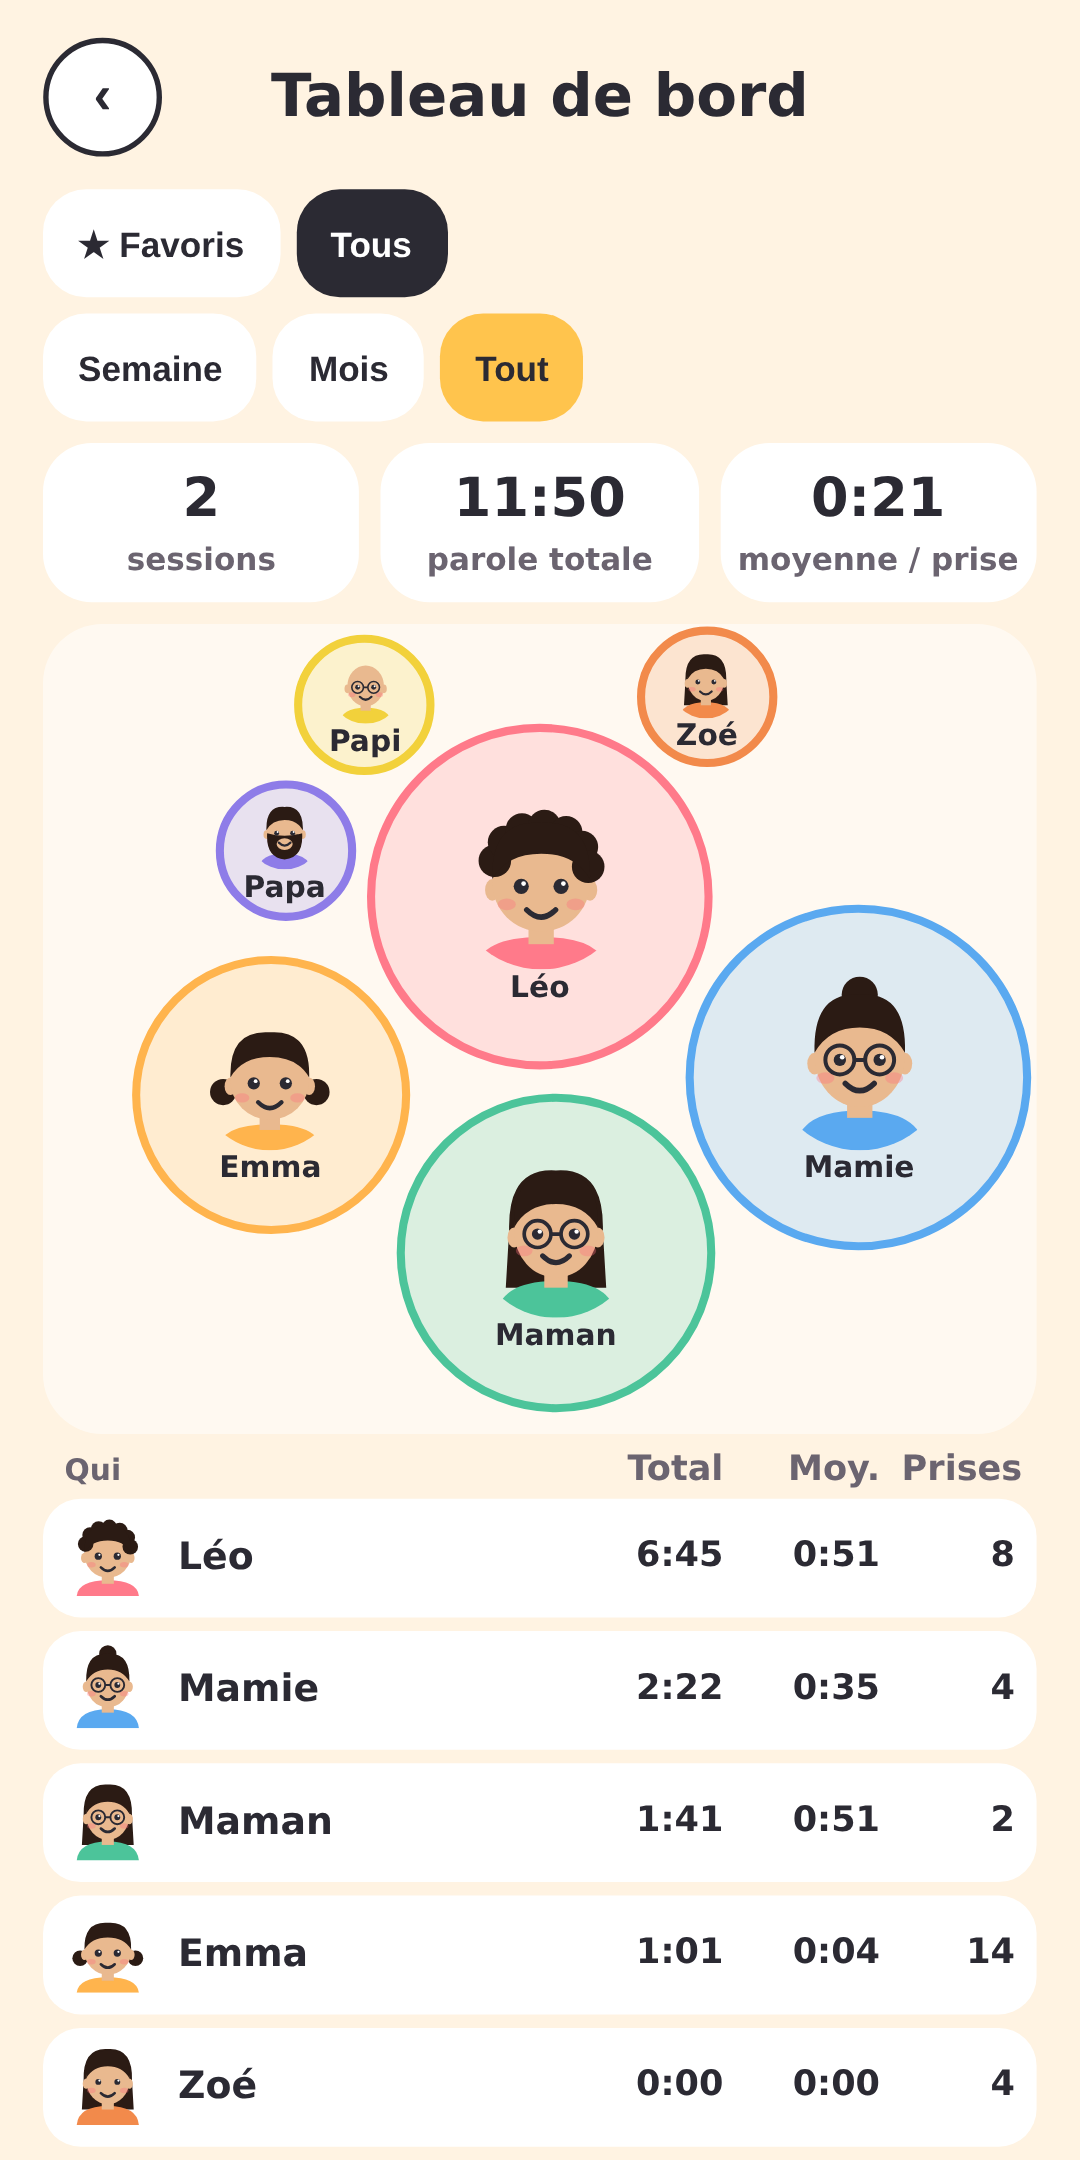 ‹
Tableau de bord
★ Favoris
Tous
Semaine
Mois
Tout
2
sessions
11:50
parole totale
0:21
moyenne / prise
Papi
Zoé
Papa
Léo
Emma
Mamie
Maman
Qui Total Moy. Prises
Léo 6:45 0:51 8
Mamie 2:22 0:35 4
Maman 1:41 0:51 2
Emma 1:01 0:04 14
Zoé 0:00 0:00 4